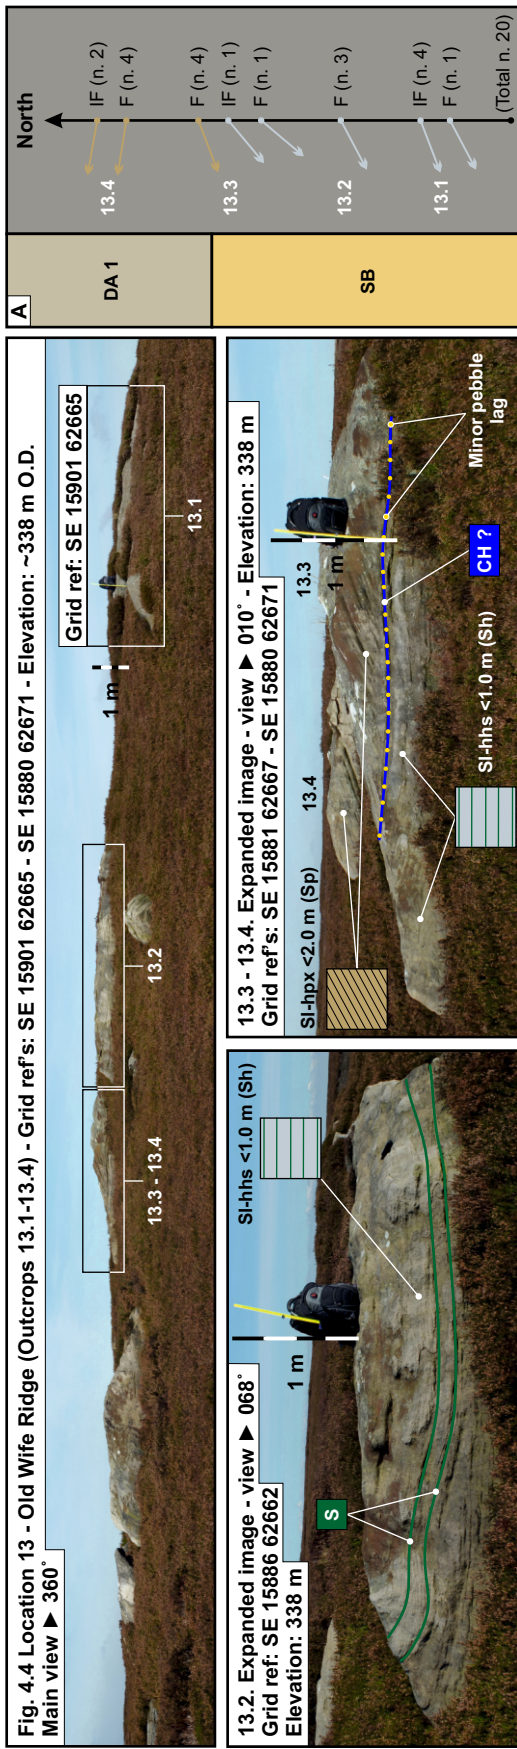 Fig. 4.4 Location 13 - Old Wife Ridge (Outcrops 13.1-13.4) - Grid ref's: SE 15901 62665 - SE 15880 62671 - Elevation: ~338 m O.D.
Main view ► 360°
Grid ref: SE 15901 62665
1 m
13.3 - 13.4
13.2
13.1
13.2. Expanded image - view ► 068°
Grid ref: SE 15886 62662
Elevation: 338 m
1 m
Sl-hhs <1.0 m (Sh)
S
13.3 - 13.4. Expanded image - view ► 010° - Elevation: 338 m
Grid ref's: SE 15881 62667 - SE 15880 62671
Sl-hpx <2.0 m (Sp)
13.4
13.3
1 m
Sl-hhs <1.0 m (Sh)
CH ?
Minor pebble
lag
A
DA 1
SB
North
13.4
IF (n. 2)
F (n. 4)
F (n. 4)
13.3
IF (n. 1)
F (n. 1)
13.2
F (n. 3)
13.1
IF (n. 4)
F (n. 1)
(Total n. 20)